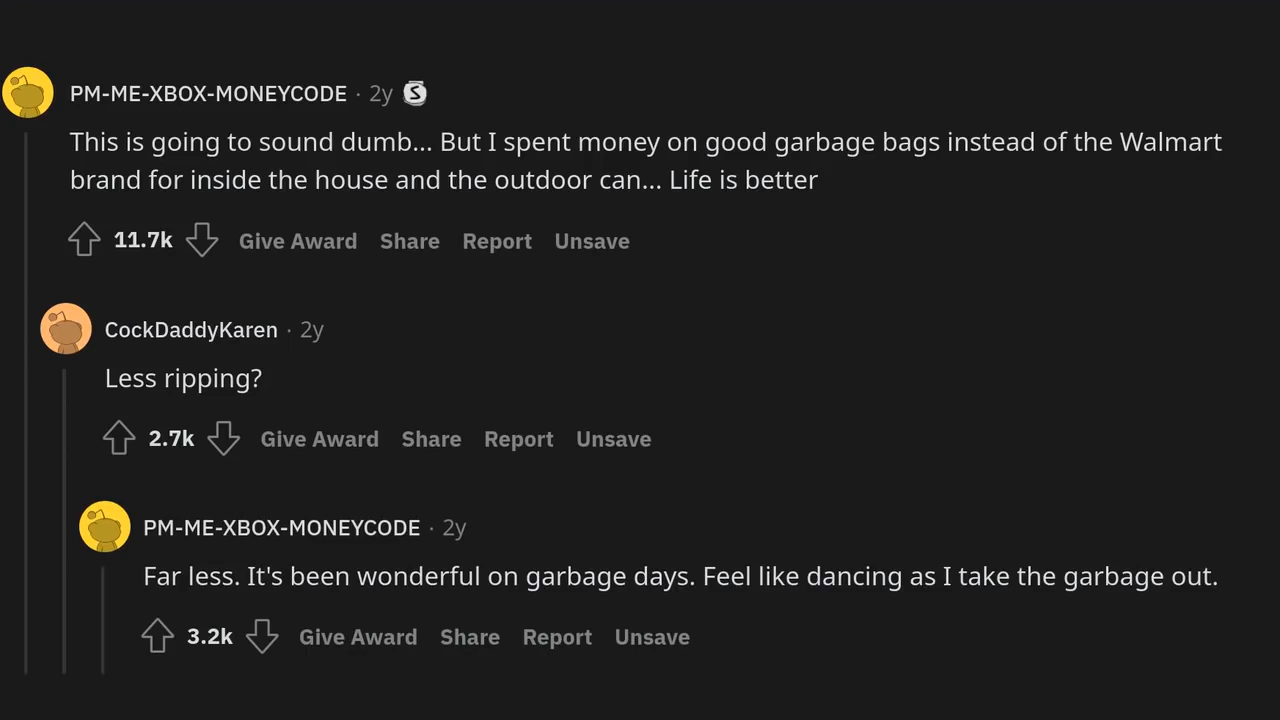 PM-ME-XBOX-MONEYCODE · 2y S
This is going to sound dumb... But I spent money on good garbage bags instead of the Walmart
brand for inside the house and the outdoor can... Life is better
11.7k Give Award Share Report Unsave
CockDaddyKaren · 2y
Less ripping?
2.7k Give Award Share Report Unsave
PM-ME-XBOX-MONEYCODE · 2y
Far less. It's been wonderful on garbage days. Feel like dancing as I take the garbage out.
3.2k Give Award Share Report Unsave